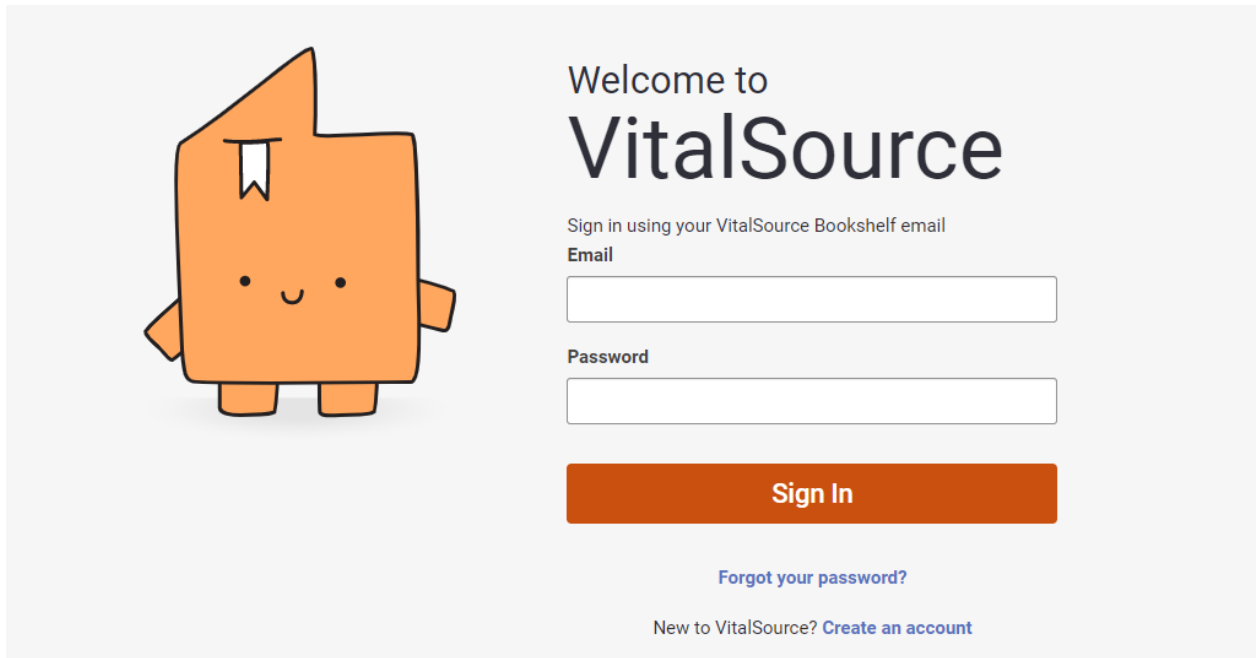 Welcome to
VitalSource
Sign in using your VitalSource Bookshelf email
Email
Password
Sign In
Forgot your password?
New to VitalSource? Create an account